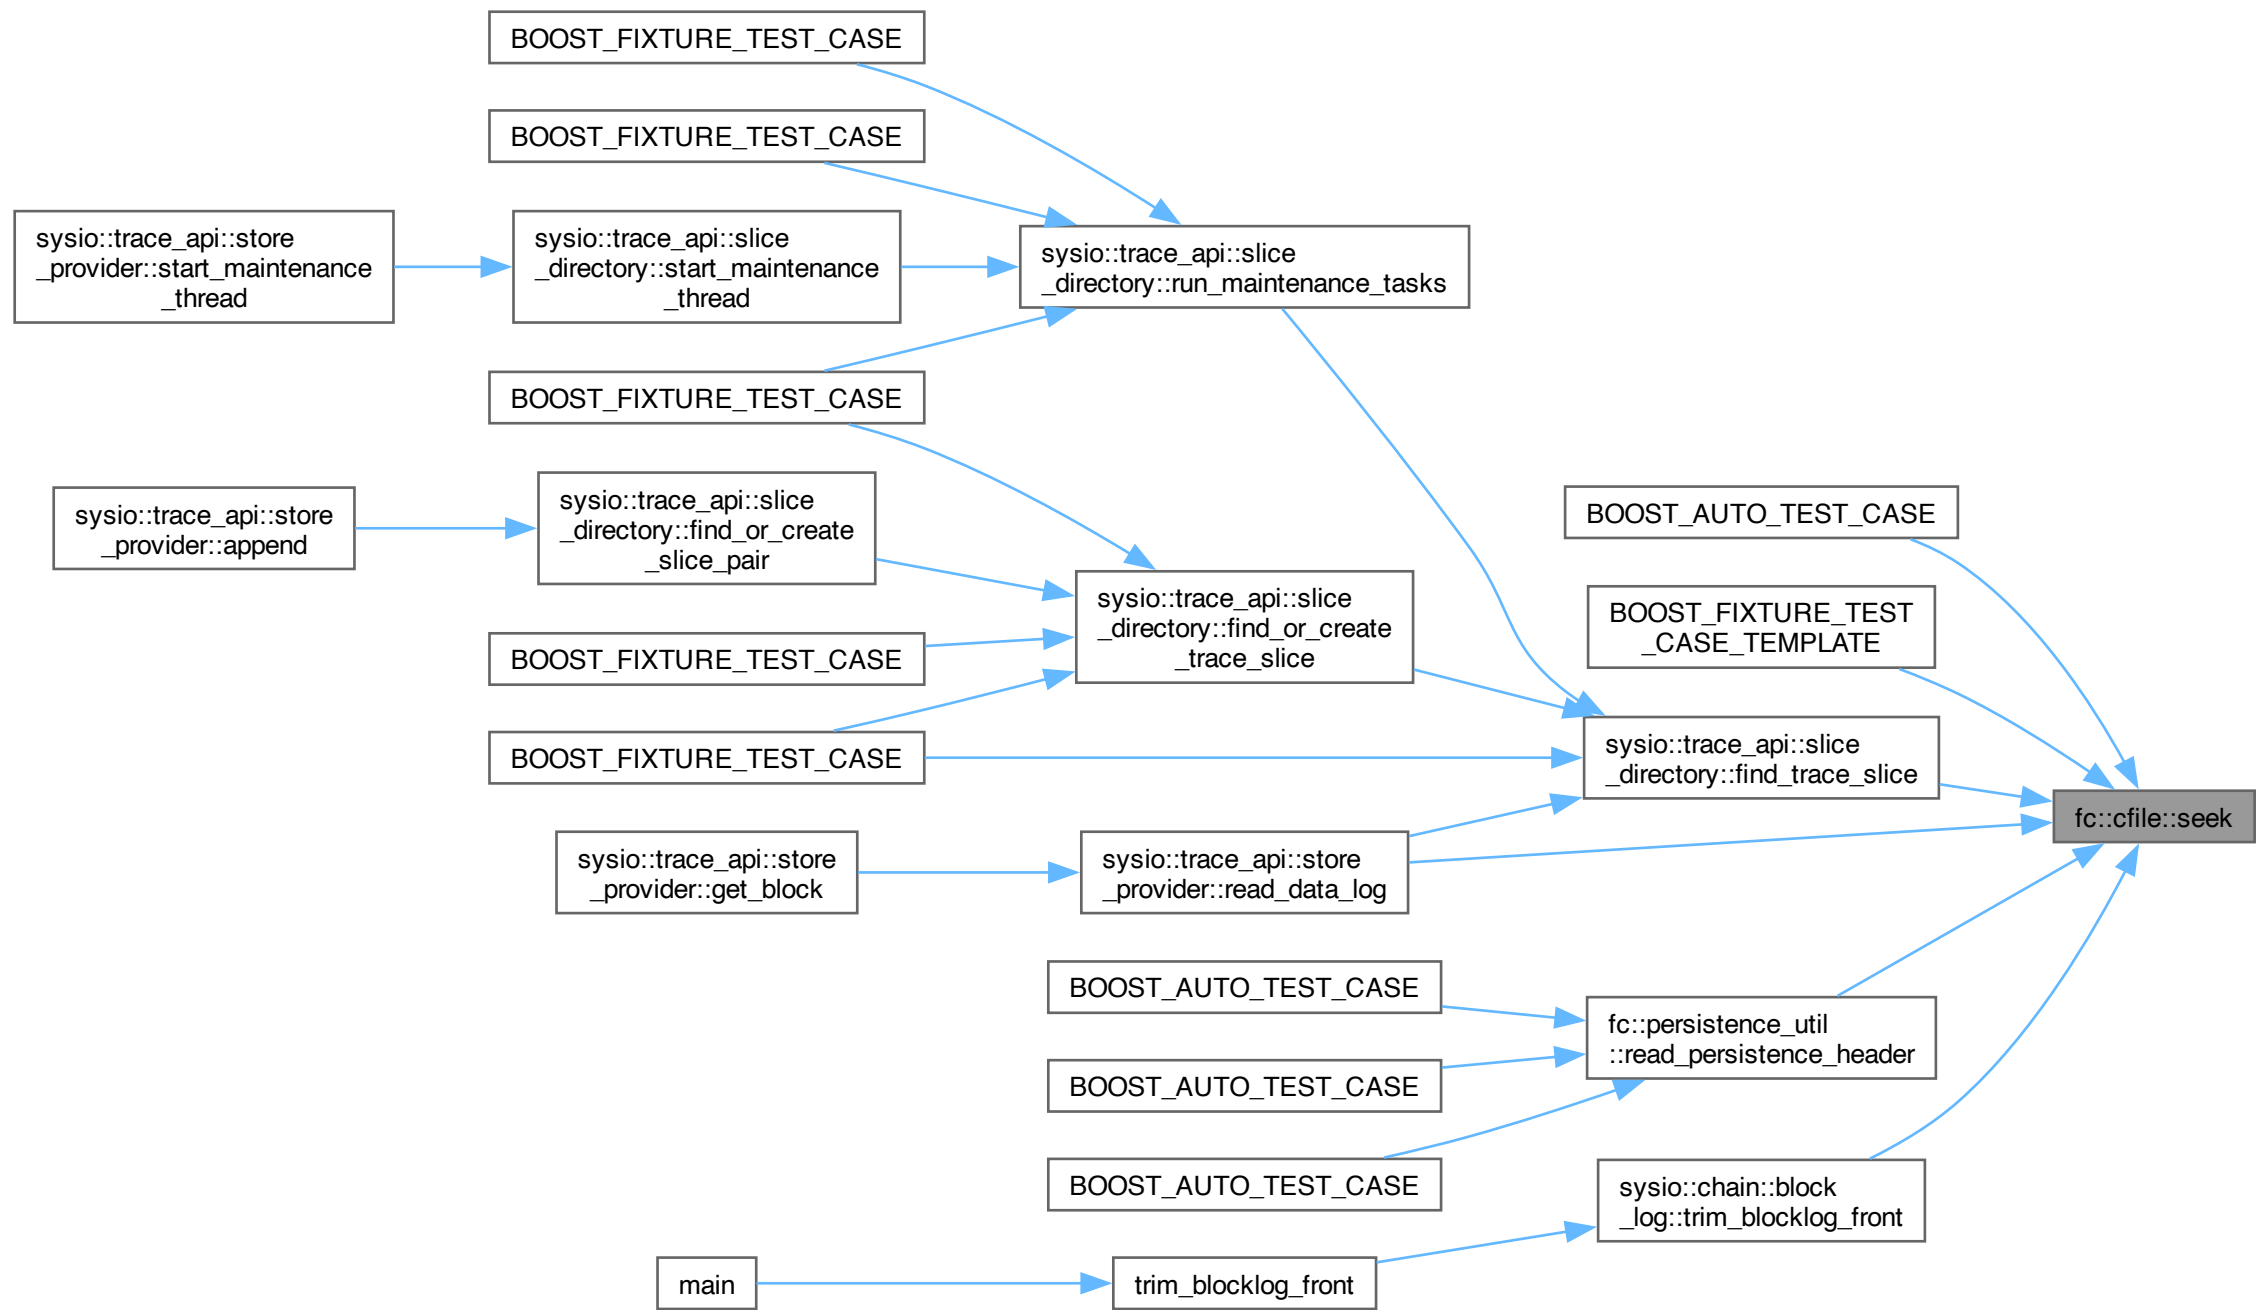 BOOST_FIXTURE_TEST_CASE
BOOST_FIXTURE_TEST_CASE
sysio::trace_api::store
_provider::start_maintenance
_thread
sysio::trace_api::slice
_directory::start_maintenance
_thread
sysio::trace_api::slice
_directory::run_maintenance_tasks
BOOST_FIXTURE_TEST_CASE
sysio::trace_api::store
_provider::append
sysio::trace_api::slice
_directory::find_or_create
_slice_pair
BOOST_AUTO_TEST_CASE
sysio::trace_api::slice
_directory::find_or_create
_trace_slice
BOOST_FIXTURE_TEST
_CASE_TEMPLATE
BOOST_FIXTURE_TEST_CASE
BOOST_FIXTURE_TEST_CASE
sysio::trace_api::slice
_directory::find_trace_slice
fc::cfile::seek
sysio::trace_api::store
_provider::get_block
sysio::trace_api::store
_provider::read_data_log
BOOST_AUTO_TEST_CASE
fc::persistence_util
::read_persistence_header
BOOST_AUTO_TEST_CASE
BOOST_AUTO_TEST_CASE
sysio::chain::block
_log::trim_blocklog_front
main
trim_blocklog_front